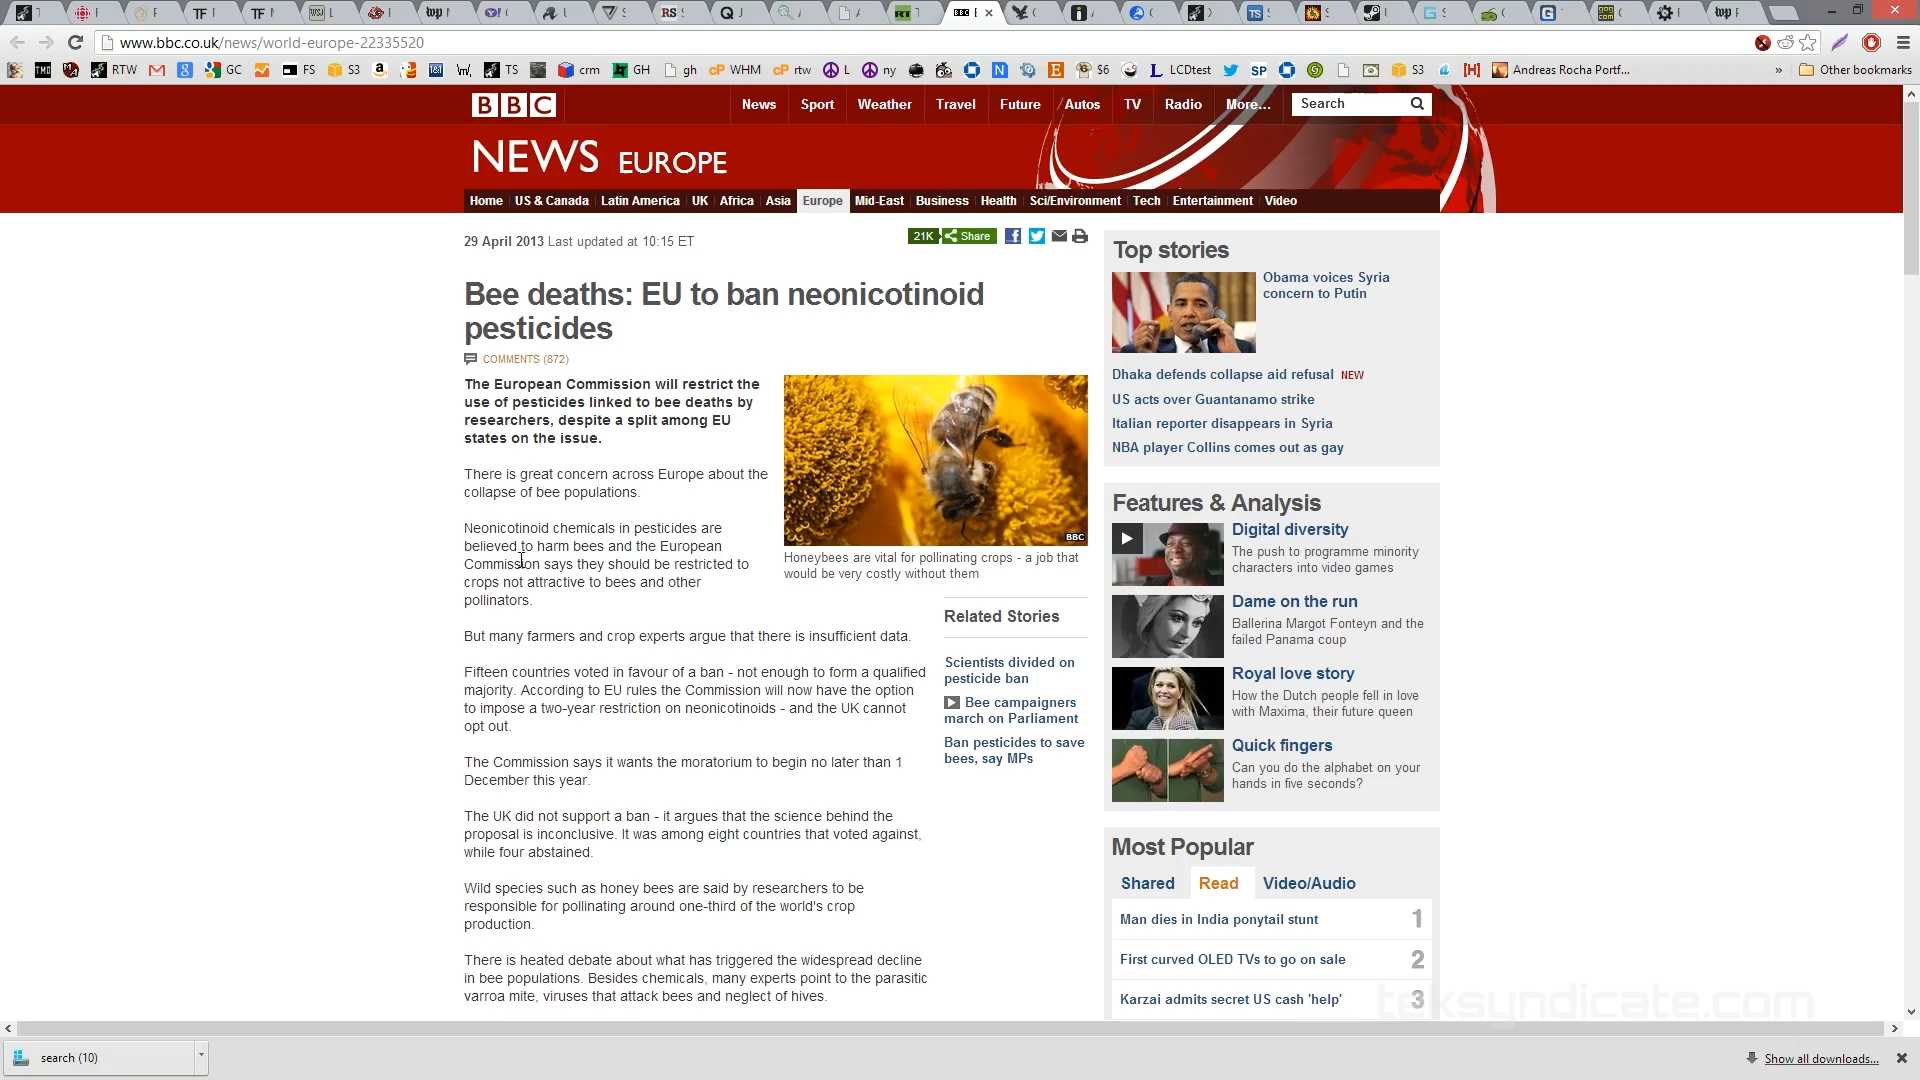 www.bbc.co.uk/news/world-europe-22335520
TMD RTW GC FS S3 TS crm GH gh WHM rtw L ny $6 LCDtest SP S3 Andreas Rocha Portf... » Other bookmarks
BBC News Sport Weather Travel Future Autos TV Radio More... Search
NEWS EUROPE
Home US & Canada Latin America UK Africa Asia Europe Mid-East Business Health Sci/Environment Tech Entertainment Video
29 April 2013 Last updated at 10:15 ET
21K Share
Bee deaths: EU to ban neonicotinoid
pesticides
COMMENTS (872)
The European Commission will restrict the
use of pesticides linked to bee deaths by
researchers, despite a split among EU
states on the issue.
There is great concern across Europe about the
collapse of bee populations.
Neonicotinoid chemicals in pesticides are
believed to harm bees and the European
Commission says they should be restricted to
crops not attractive to bees and other
pollinators.
BBC
Honeybees are vital for pollinating crops - a job that
would be very costly without them
But many farmers and crop experts argue that there is insufficient data.
Fifteen countries voted in favour of a ban - not enough to form a qualified
majority. According to EU rules the Commission will now have the option
to impose a two-year restriction on neonicotinoids - and the UK cannot
opt out.
The Commission says it wants the moratorium to begin no later than 1
December this year.
The UK did not support a ban - it argues that the science behind the
proposal is inconclusive. It was among eight countries that voted against,
while four abstained.
Wild species such as honey bees are said by researchers to be
responsible for pollinating around one-third of the world's crop
production.
There is heated debate about what has triggered the widespread decline
in bee populations. Besides chemicals, many experts point to the parasitic
varroa mite, viruses that attack bees and neglect of hives.
Related Stories
Scientists divided on
pesticide ban
Bee campaigners
march on Parliament
Ban pesticides to save
bees, say MPs
Top stories
Obama voices Syria
concern to Putin
Dhaka defends collapse aid refusal NEW
US acts over Guantanamo strike
Italian reporter disappears in Syria
NBA player Collins comes out as gay
Features & Analysis
Digital diversity
The push to programme minority
characters into video games
Dame on the run
Ballerina Margot Fonteyn and the
failed Panama coup
Royal love story
How the Dutch people fell in love
with Maxima, their future queen
Quick fingers
Can you do the alphabet on your
hands in five seconds?
Most Popular
Shared Read Video/Audio
Man dies in India ponytail stunt 1
First curved OLED TVs to go on sale 2
Karzai admits secret US cash 'help' 3
teksyndicate.com
search (10)
Show all downloads...